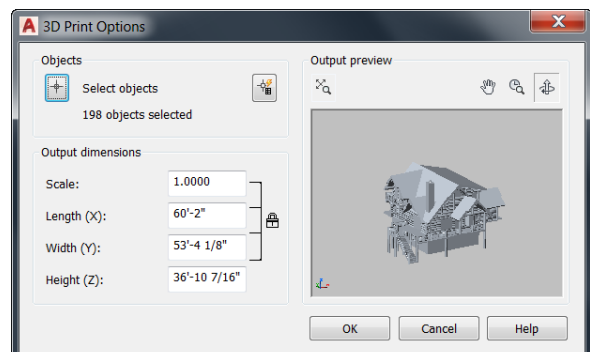 A 3D Print Options
Objects
Select objects
198 objects selected
Output dimensions
Scale: 1.0000
Length (X): 60'-2"
Width (Y): 53'-4 1/8"
Height (Z): 36'-10 7/16"
Output preview
OK Cancel Help